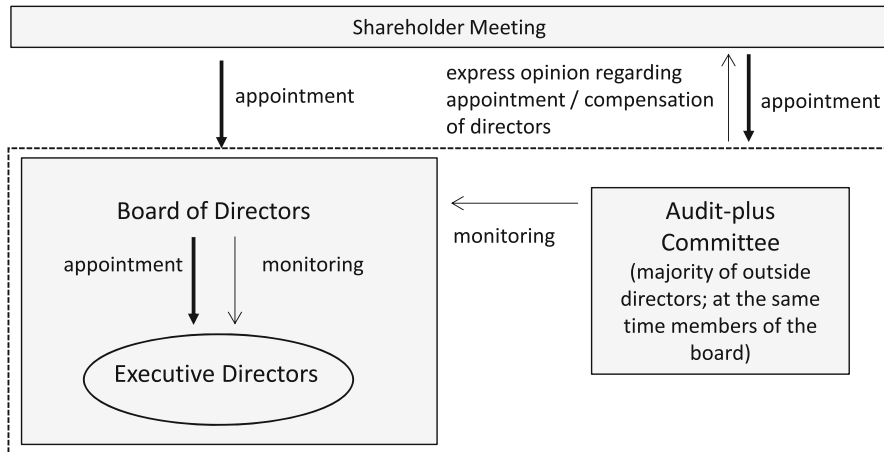 Shareholder Meeting
appointment
express opinion regarding
appointment / compensation
of directors
appointment
Board of Directors
appointment
monitoring
Executive Directors
monitoring
Audit-plus
Committee
(majority of outside
directors; at the same
time members of the
board)